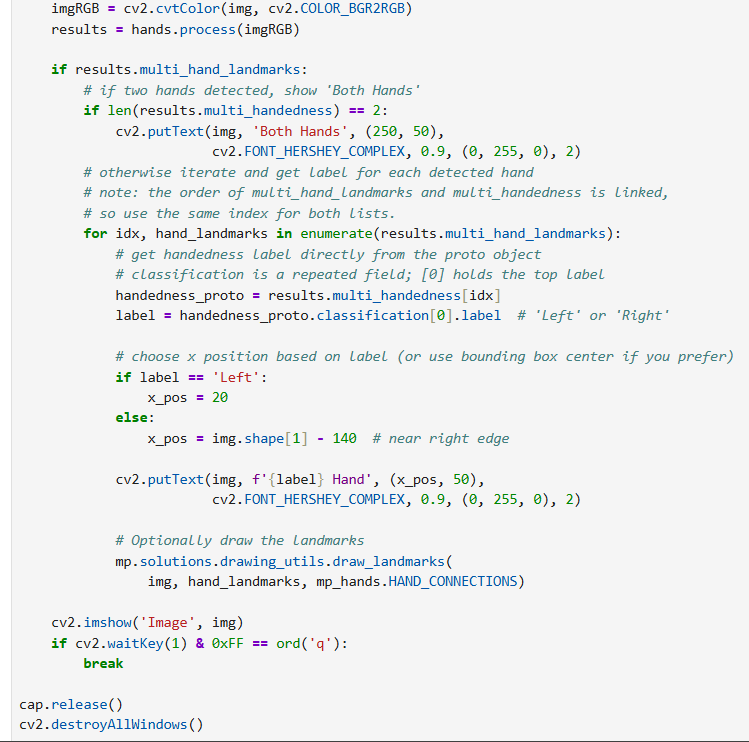 imgRGB = cv2.cvtColor(img, cv2.COLOR_BGR2RGB)
results = hands.process(imgRGB)
if results.multi_hand_landmarks:
# if two hands detected, show 'Both Hands'
if len(results.multi_handedness) == 2:
cv2.putText(img, 'Both Hands', (250, 50),
cv2.FONT_HERSHEY_COMPLEX, 0.9, (0, 255, 0), 2)
# otherwise iterate and get label for each detected hand
# note: the order of multi_hand_landmarks and multi_handedness is linked,
# so use the same index for both lists.
for idx, hand_landmarks in enumerate(results.multi_hand_landmarks):
# get handedness label directly from the proto object
# classification is a repeated field; [0] holds the top label
handedness_proto = results.multi_handedness[idx]
label = handedness_proto.classification[0].label  # 'Left' or 'Right'
# choose x position based on label (or use bounding box center if you prefer)
if label == 'Left':
x_pos = 20
else:
x_pos = img.shape[1] - 140  # near right edge
cv2.putText(img, f'{label} Hand', (x_pos, 50),
cv2.FONT_HERSHEY_COMPLEX, 0.9, (0, 255, 0), 2)
# Optionally draw the landmarks
mp.solutions.drawing_utils.draw_landmarks(
img, hand_landmarks, mp_hands.HAND_CONNECTIONS)
cv2.imshow('Image', img)
if cv2.waitKey(1) & 0xFF == ord('q'):
break
cap.release()
cv2.destroyAllWindows()